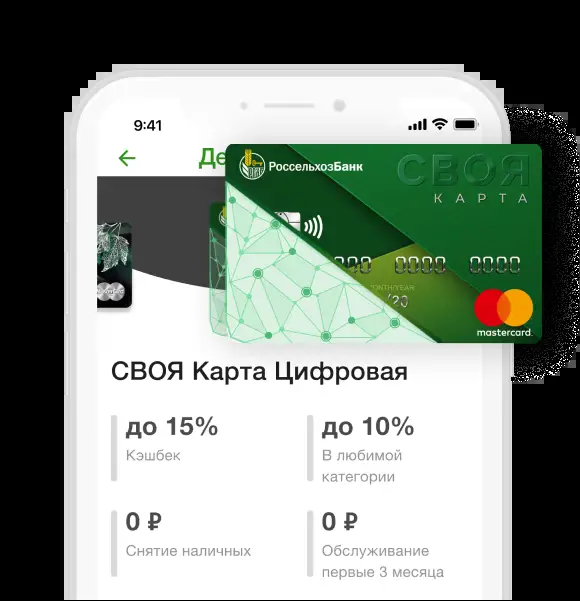 9:41
Де
РоссельхозБанк
СВОЯ
КАРТА
0000 0000
/20
mastercard
СВОЯ Карта Цифровая
до 15%
Кэшбек
до 10%
В любимой
категории
0 ₽
Снятие наличных
0 ₽
Обслуживание
первые 3 месяца